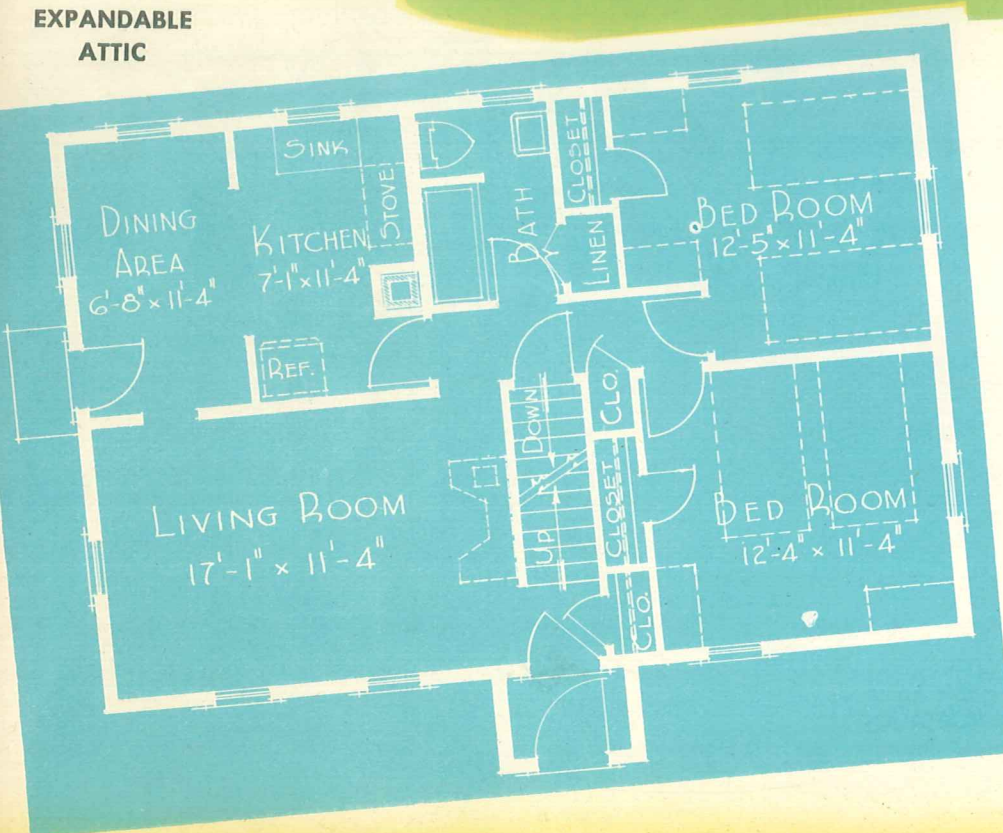 EXPANDABLE
ATTIC
SINK
STOVE
DINING
AREA
6'-8" x 11'-4"
KITCHEN
7'-1" x 11'-4"
REF.
BATH
CLOSET
LINEN
BED ROOM
12'-5" x 11'-4"
DOWN
UP
CLO.
CLOSET
CLO.
LIVING ROOM
17'-1" x 11'-4"
BED ROOM
12'-4" x 11'-4"